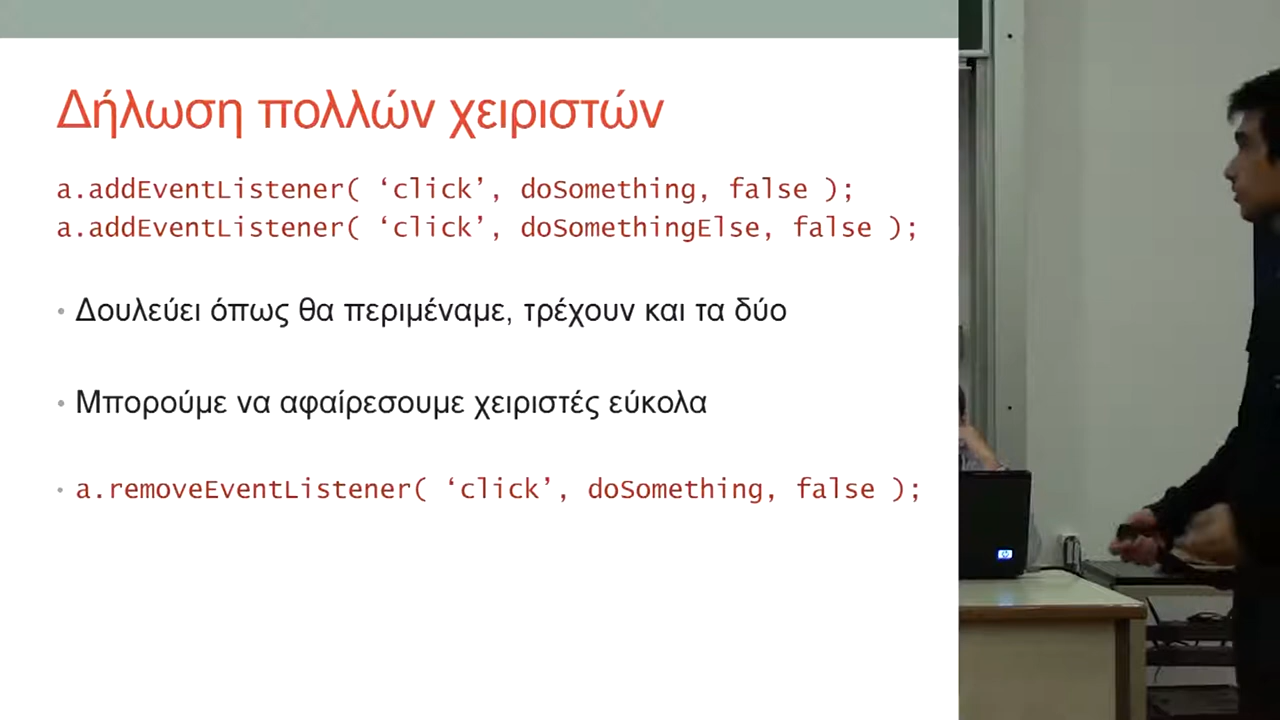 Δήλωση πολλών χειριστών
a.addEventListener( ‘click’, doSomething, false );
a.addEventListener( ‘click’, doSomethingElse, false );
• Δουλεύει όπως θα περιμέναμε, τρέχουν και τα δύο
• Μπορούμε να αφαίρεσουμε χειριστές εύκολα
• a.removeEventListener( ‘click’, doSomething, false );
hp